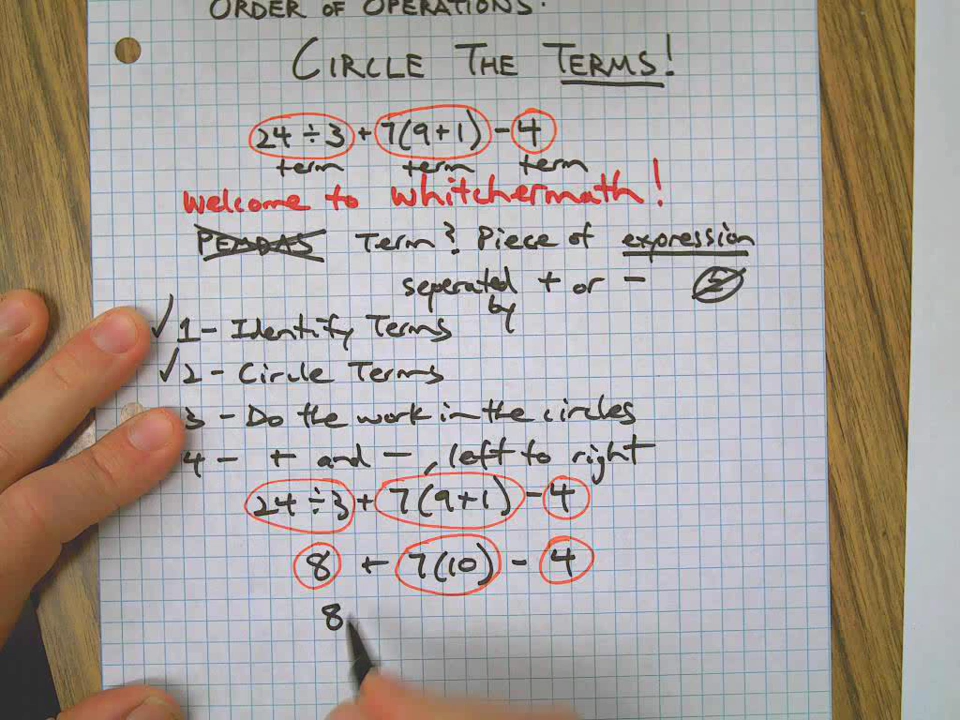 ORDER OF OPERATIONS.
CIRCLE THE TERMS!
24 ÷ 3 + 7(9+1) - 4
term term term
welcome to whitchermath!
PEMDAS Term? Piece of expression
seperated by + or -
1 - Identify Terms
2 - Circle Terms
3 - Do the work in the circles
4 - + and -, left to right
24 ÷ 3 + 7(9+1) - 4
8 + 7(10) - 4
8